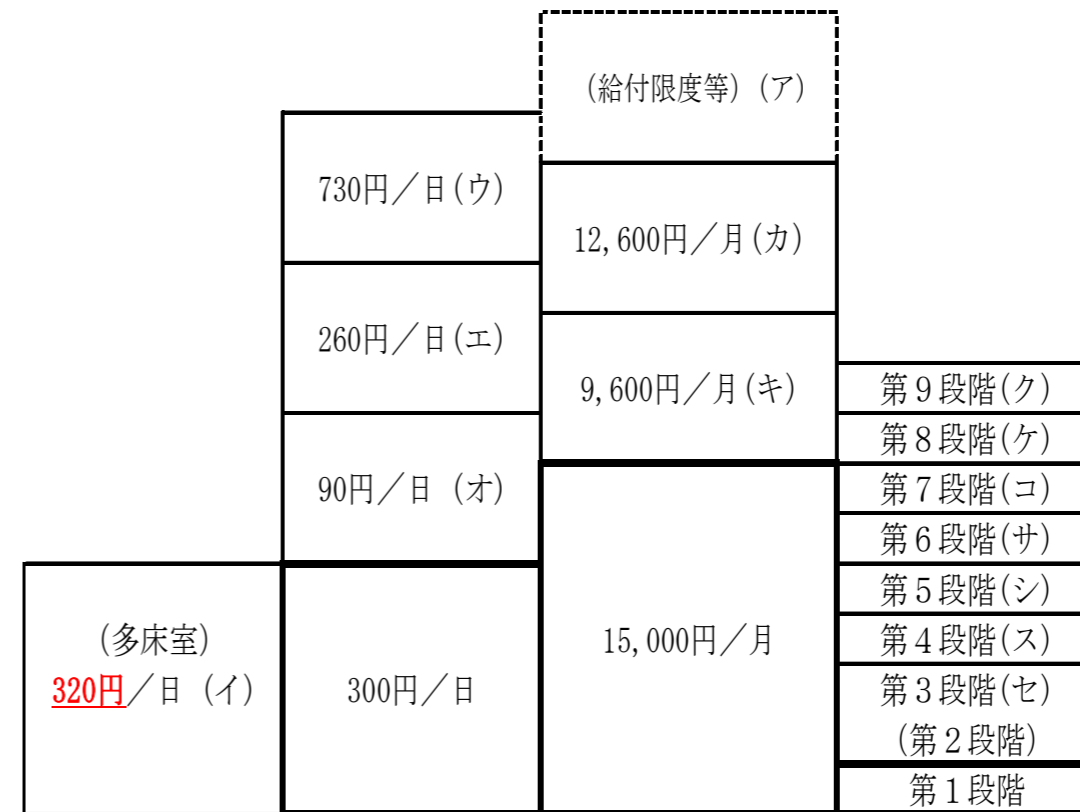 (給付限度等)(ア)
730円／日(ウ)
12,600円／月(カ)
260円／日(エ)
9,600円／月(キ)
第９段階(ク)
第８段階(ケ)
90円／日 (オ)
第７段階(コ)
第６段階(サ)
第５段階(シ)
(多床室)
320円／日 (イ)
300円／日
15,000円／月
第４段階(ス)
第３段階(セ)
(第２段階)
第１段階